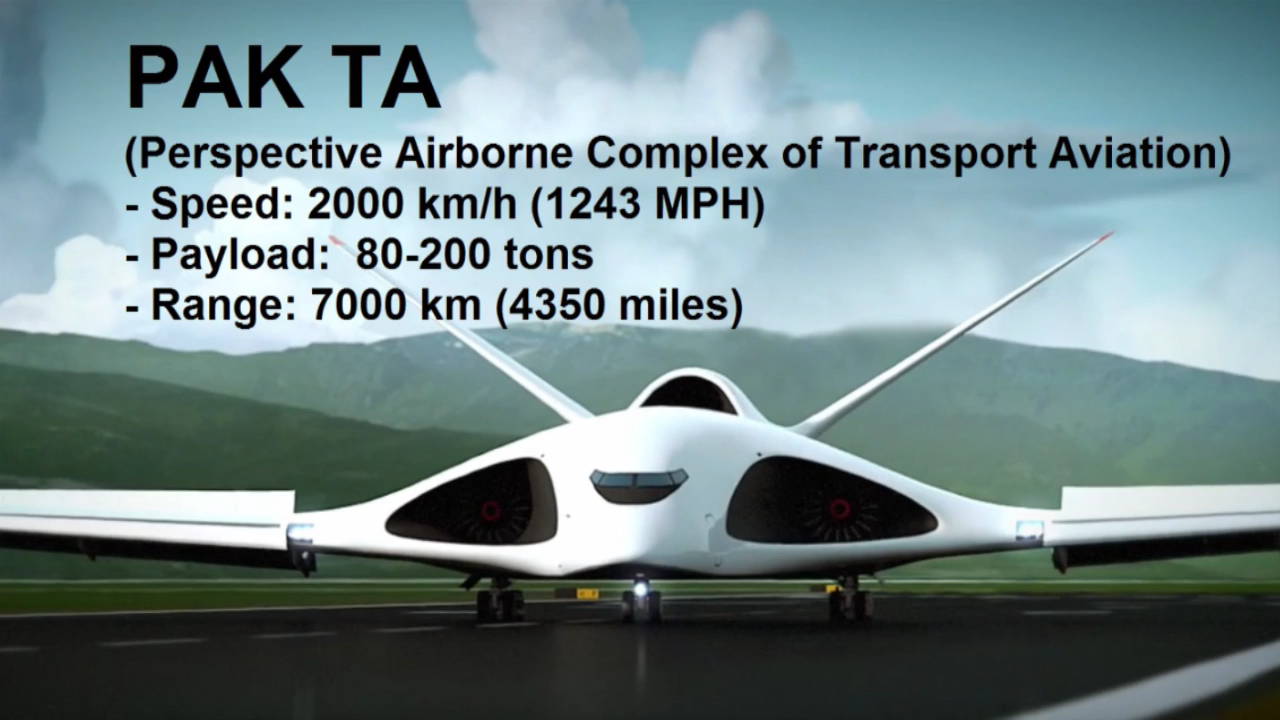 PAK TA
(Perspective Airborne Complex of Transport Aviation)
- Speed: 2000 km/h (1243 MPH)
- Payload:  80-200 tons
- Range: 7000 km (4350 miles)